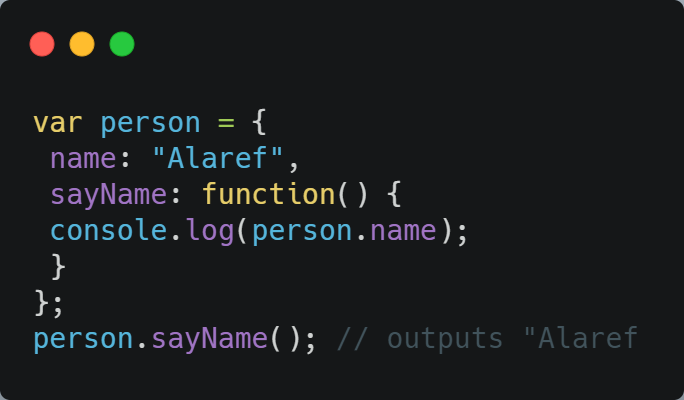 var person = {
 name: "Alaref",
 sayName: function() {
 console.log(person.name);
 }
};
person.sayName(); // outputs "Alaref